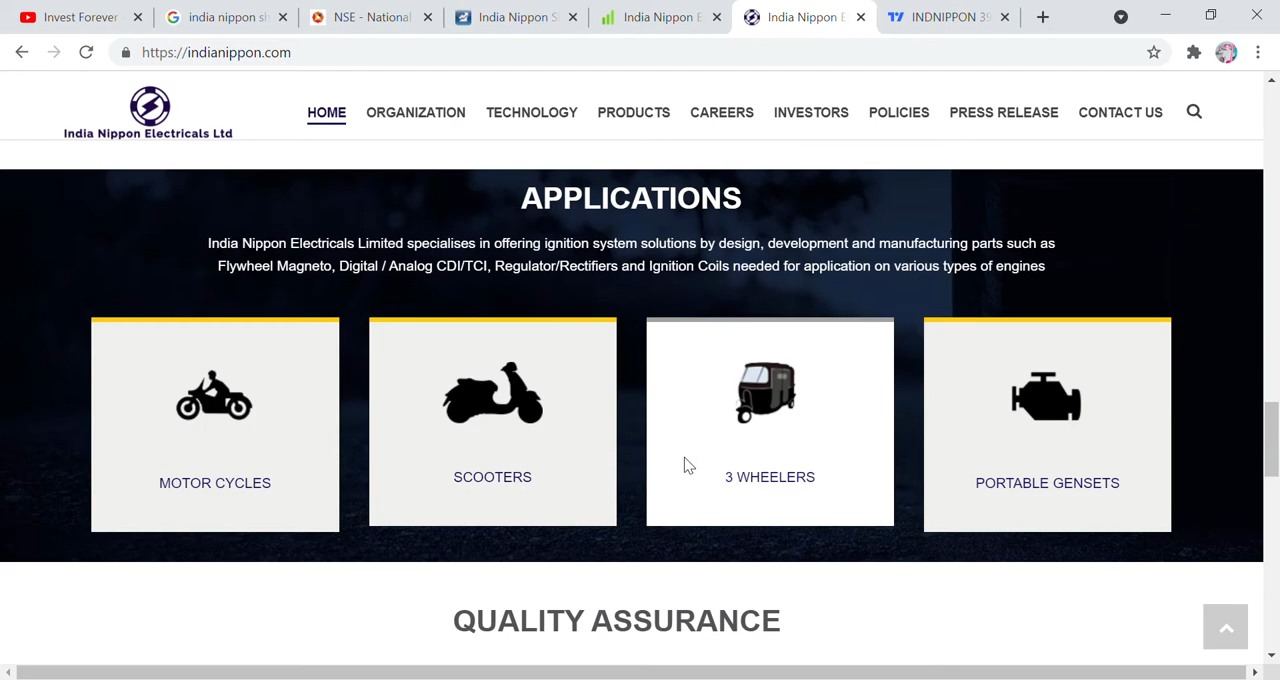 Invest Forever
india nippon sh
NSE - National
India Nippon S
India Nippon E
India Nippon E
INDNIPPON 39
https://indianippon.com
India Nippon Electricals Ltd
HOME
ORGANIZATION
TECHNOLOGY
PRODUCTS
CAREERS
INVESTORS
POLICIES
PRESS RELEASE
CONTACT US
APPLICATIONS
India Nippon Electricals Limited specialises in offering ignition system solutions by design, development and manufacturing parts such as
Flywheel Magneto, Digital / Analog CDI/TCI, Regulator/Rectifiers and Ignition Coils needed for application on various types of engines
MOTOR CYCLES
SCOOTERS
3 WHEELERS
PORTABLE GENSETS
QUALITY ASSURANCE